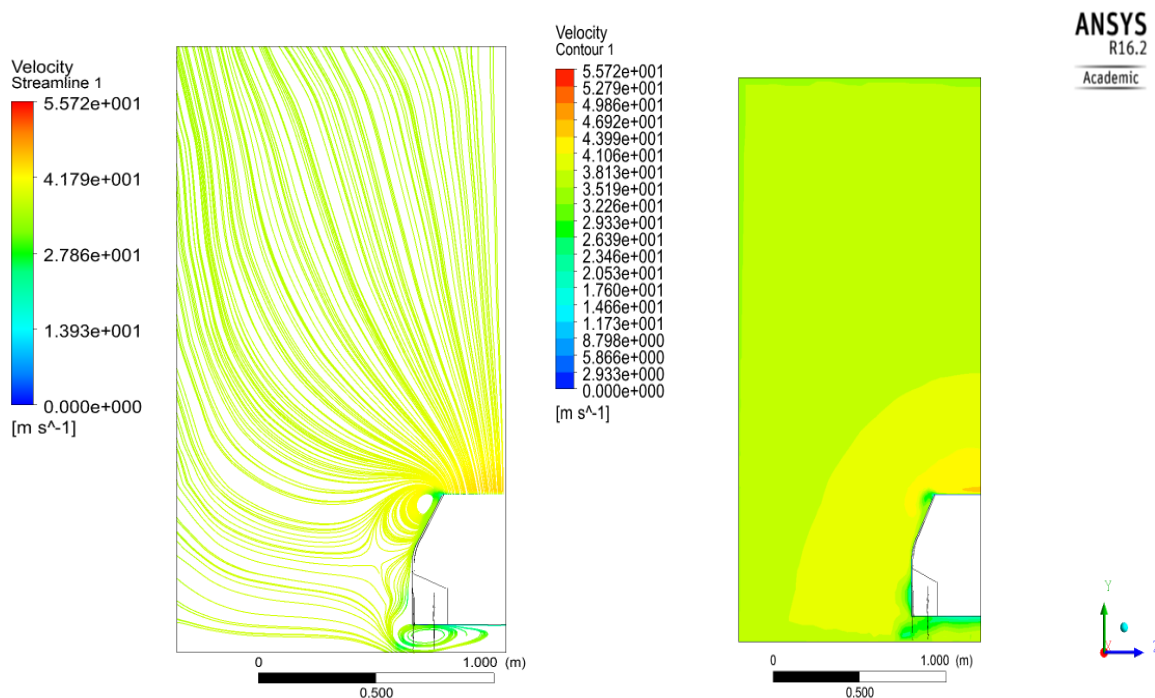 Velocity
Streamline 1
5.572e+001
4.179e+001
2.786e+001
1.393e+001
0.000e+000
[m s^-1]
0
1.000 (m)
0.500
Velocity
Contour 1
5.572e+001
5.279e+001
4.986e+001
4.692e+001
4.399e+001
4.106e+001
3.813e+001
3.519e+001
3.226e+001
2.933e+001
2.639e+001
2.346e+001
2.053e+001
1.760e+001
1.466e+001
1.173e+001
8.798e+000
5.866e+000
2.933e+000
0.000e+000
[m s^-1]
0
1.000 (m)
0.500
ANSYS
R16.2
Academic
Y
X